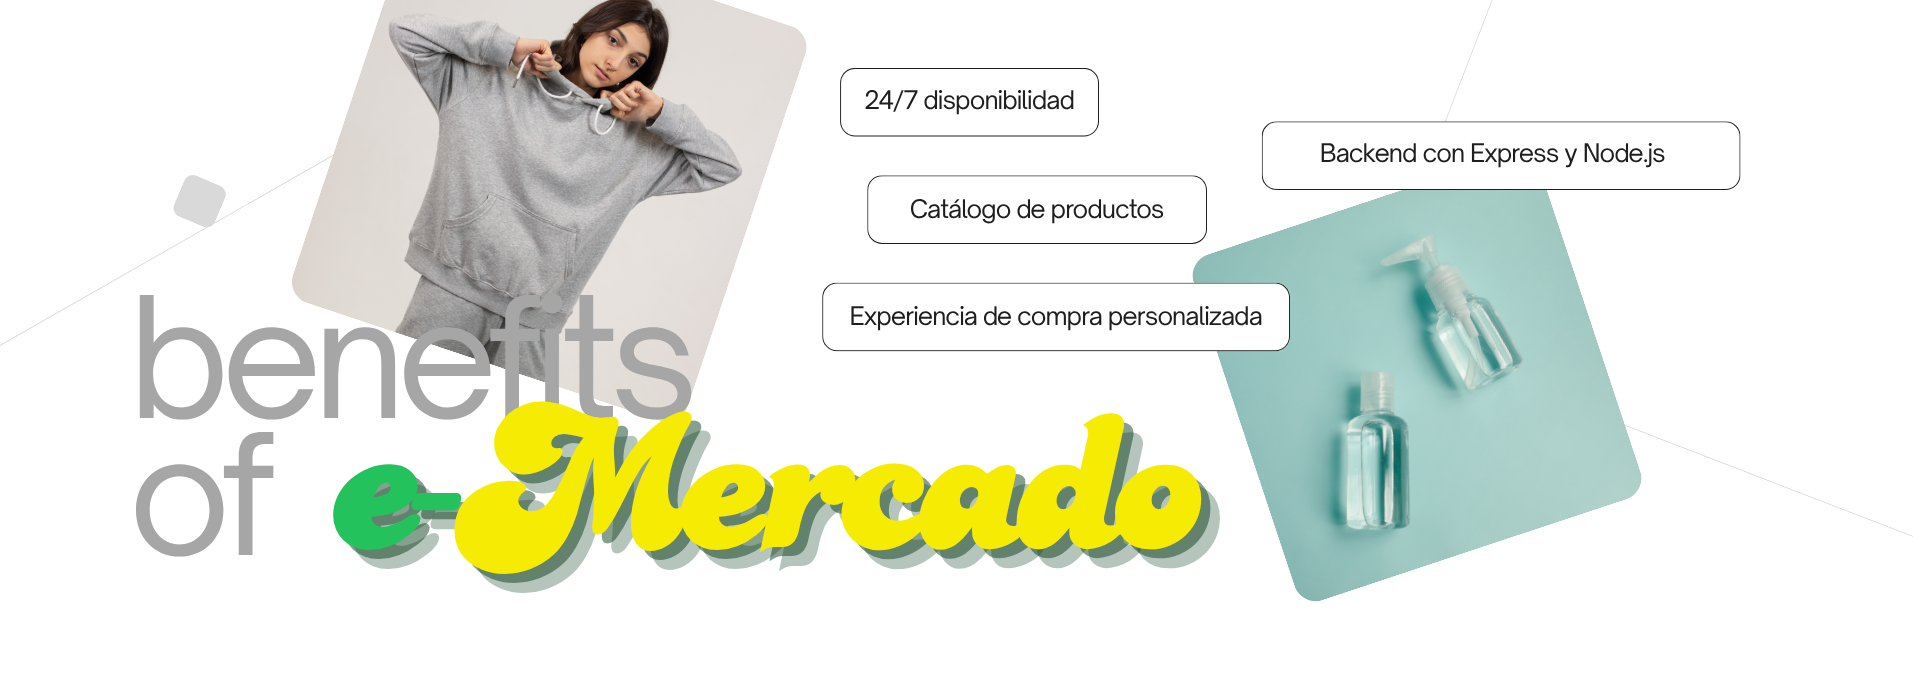 24/7 disponibilidad
Backend con Express y Node.js
Catálogo de productos
Experiencia de compra personalizada
benefits
of e-Mercado